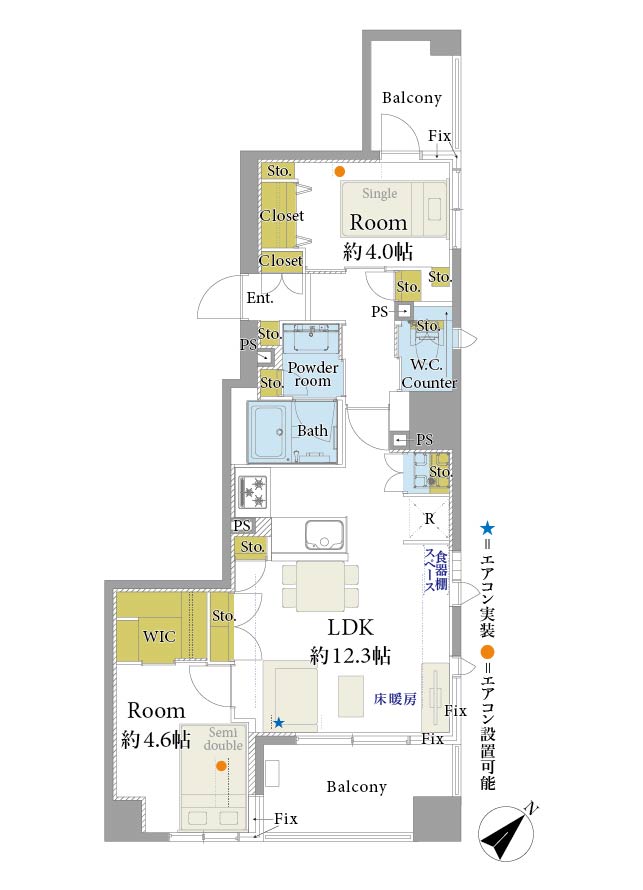 Balcony
Fix
Sto.
Single
Closet
Room
約4.0帖
Closet
Sto.
Sto.
Ent.
PS
Sto.
Sto.
PS
Powder
room
W.C.
Counter
Sto.
Bath
PS
Sto.
R
PS
Sto.
食器棚
スペース
Sto.
WIC
LDK
約12.3帖
床暖房
Room
約4.6帖
Semi
double
Fix
Fix
Balcony
Fix
★=エアコン実装 ●=エアコン設置可能
N